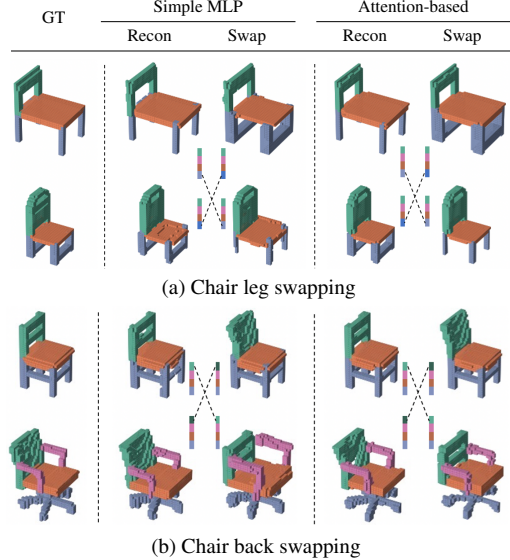 GT Simple MLP Attention-based
Recon Swap Recon Swap
(a) Chair leg swapping
(b) Chair back swapping